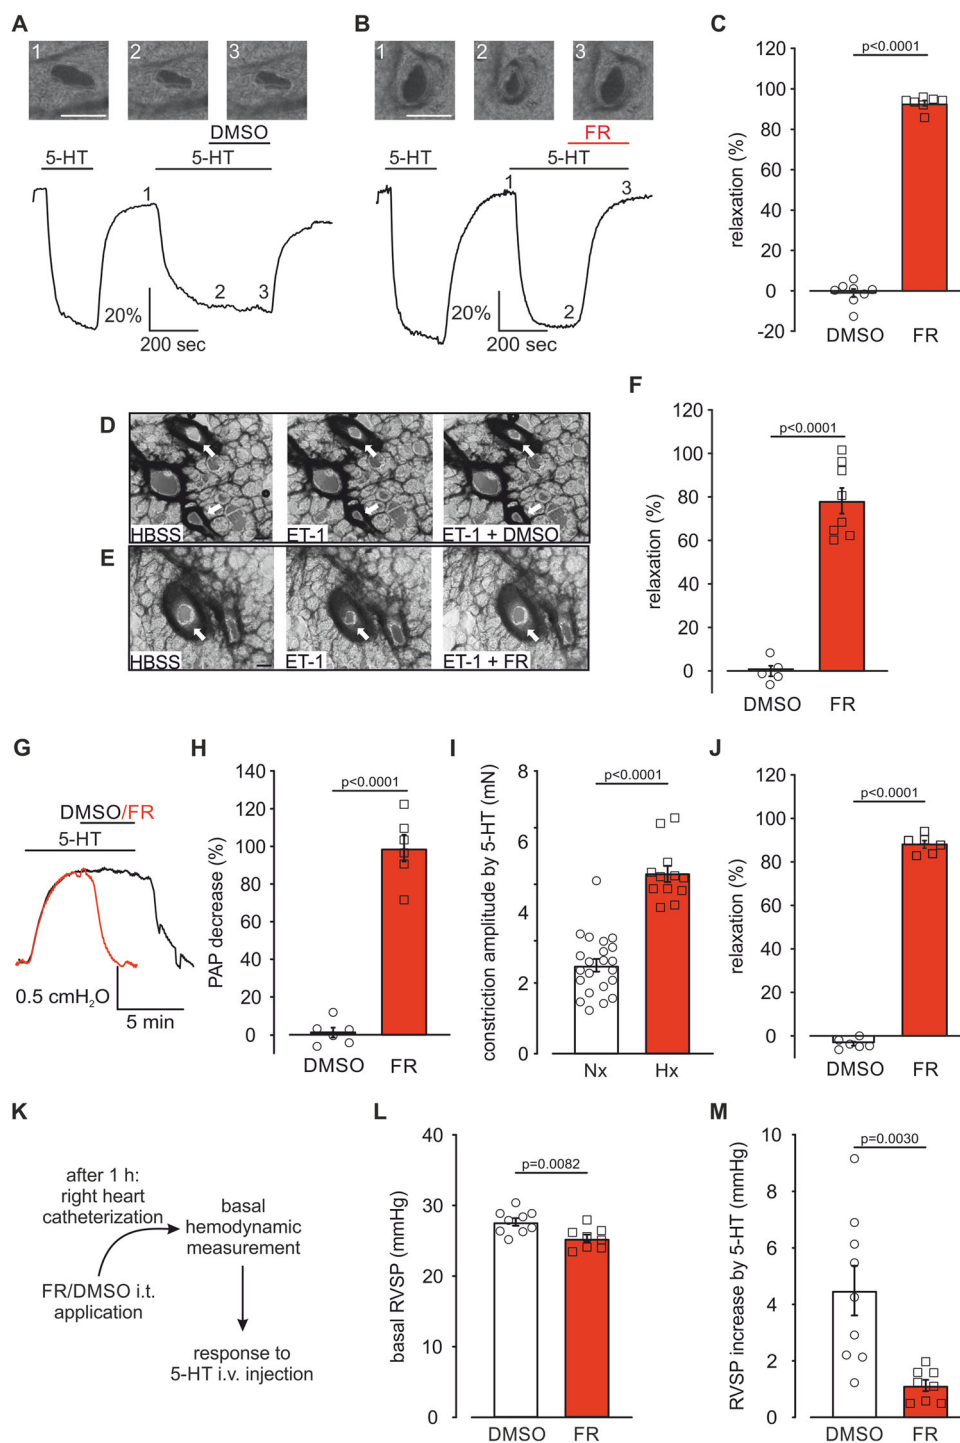 A
B
C
1
2
3
1
2
3
DMSO
FR
5-HT
5-HT
5-HT
5-HT
1
2
3
20%
200 sec
1
2
3
20%
200 sec
p<0.0001
relaxation (%)
120
100
80
60
40
20
0
-20
DMSO FR
D
HBSS
ET-1
ET-1 + DMSO
E
HBSS
ET-1
ET-1 + FR
F
p<0.0001
relaxation (%)
120
100
80
60
40
20
0
DMSO FR
G
DMSO/FR
5-HT
0.5 cmH2O
5 min
H
p<0.0001
PAP decrease (%)
140
120
100
80
60
40
20
0
DMSO FR
I
p<0.0001
constriction amplitude by 5-HT (mN)
8
6
4
2
0
Nx Hx
J
p<0.0001
relaxation (%)
120
100
80
60
40
20
0
DMSO FR
K
after 1 h:
right heart
catheterization
basal
hemodynamic
measurement
FR/DMSO i.t.
application
response to
5-HT i.v. injection
L
p=0.0082
basal RVSP (mmHg)
40
30
20
10
0
DMSO FR
M
p=0.0030
RVSP increase by 5-HT (mmHg)
10
8
6
4
2
0
DMSO FR